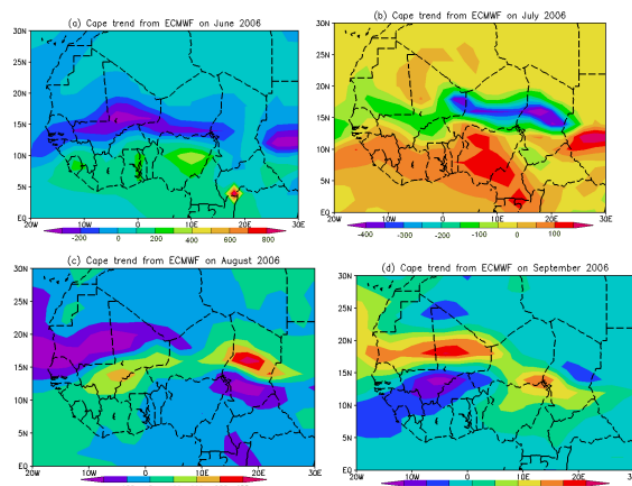 (a) Cape trend from ECMWF on June 2006
30N
25N
20N
15N
10N
5N
EQ
20W 10W 0 10E 20E 30E
-200 0 200 400 600 800
(b) Cape trend from ECMWF on July 2006
30N
25N
20N
15N
10N
5N
EQ
20W 10W 0 10E 20E 30E
-400 -300 -200 -100 0 100
(c) Cape trend from ECMWF on August 2006
30N
25N
20N
15N
10N
5N
EQ
20W 10W 0 10E 20E 30E
(d) Cape trend from ECMWF on September 2006
30N
25N
20N
15N
10N
5N
EQ
20W 10W 0 10E 20E 30E